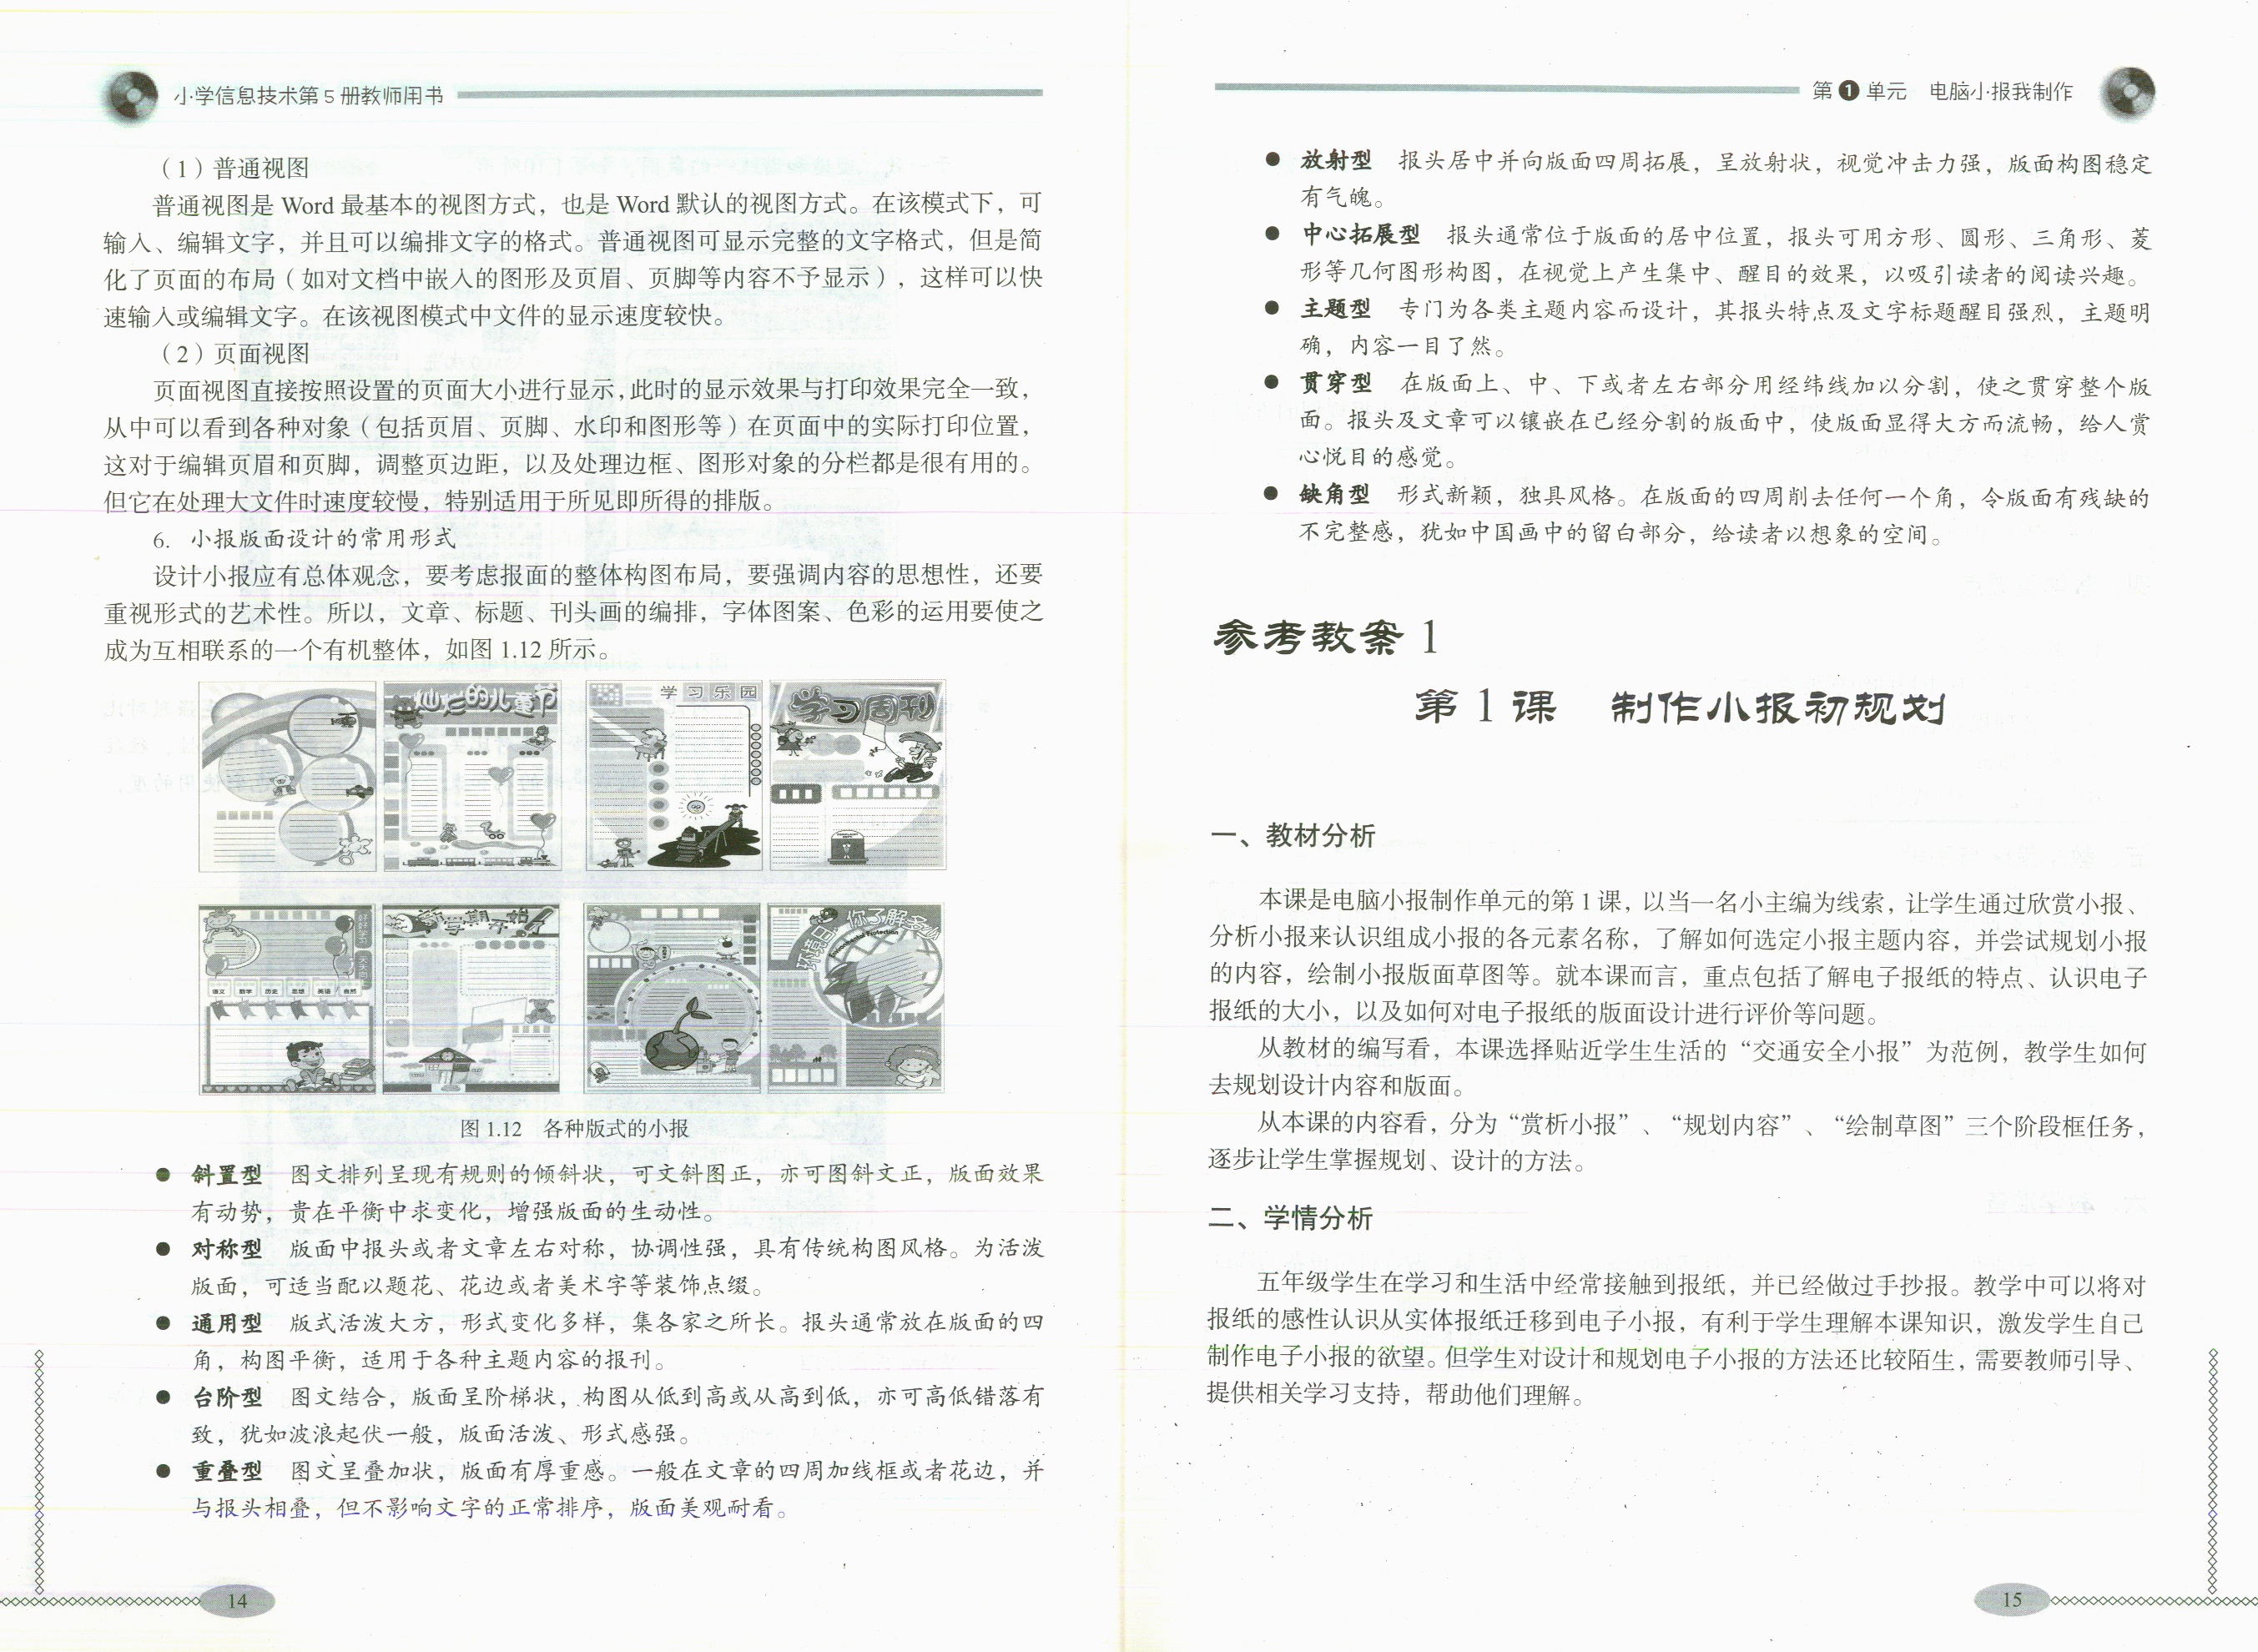 小学信息技术第5册教师用书
（1）普通视图
普通视图是 Word 最基本的视图方式，也是 Word 默认的视图方式。在该模式下，可
输入、编辑文字，并且可以编排文字的格式。普通视图可显示完整的文字格式，但是简
化了页面的布局（如对文档中嵌入的图形及页眉、页脚等内容不予显示），这样可以快
速输入或编辑文字。在该视图模式中文件的显示速度较快。
（2）页面视图
页面视图直接按照设置的页面大小进行显示，此时的显示效果与打印效果完全一致，
从中可以看到各种对象（包括页眉、页脚、水印和图形等）在页面中的实际打印位置，
这对于编辑页眉和页脚，调整页边距，以及处理边框、图形对象的分栏都是很有用的。
但它在处理大文件时速度较慢，特别适用于所见即所得的排版。
6. 小报版面设计的常用形式
设计小报应有总体观念，要考虑报面的整体构图布局，要强调内容的思想性，还要
重视形式的艺术性。所以，文章、标题、刊头画的编排，字体图案、色彩的运用要使之
成为互相联系的一个有机整体，如图 1.12 所示。
灿烂的儿童节
学习乐园
学习周刊
好好学习
天天向上
语文 数学 历史 思想 英语 自然
新学期开始了
环境日，你了解多少
Environmental Protection
图 1.12 各种版式的小报
● 斜置型 图文排列呈现有规则的倾斜状，可文斜图正，亦可图斜文正，版面效果
有动势，贵在平衡中求变化，增强版面的生动性。
● 对称型 版面中报头或者文章左右对称，协调性强，具有传统构图风格。为活泼
版面，可适当配以题花、花边或者美术字等装饰点缀。
● 通用型 版式活泼大方，形式变化多样，集各家之所长。报头通常放在版面的四
角，构图平衡，适用于各种主题内容的报刊。
● 台阶型 图文结合，版面呈阶梯状，构图从低到高或从高到低，亦可高低错落有
致，犹如波浪起伏一般，版面活泼、形式感强。
● 重叠型 图文呈叠加状，版面有厚重感。一般在文章的四周加线框或者花边，并
与报头相叠，但不影响文字的正常排序，版面美观耐看。
14
第1单元 电脑小报我制作
● 放射型 报头居中并向版面四周拓展，呈放射状，视觉冲击力强，版面构图稳定
有气魄。
● 中心拓展型 报头通常位于版面的居中位置，报头可用方形、圆形、三角形、菱
形等几何图形构图，在视觉上产生集中、醒目的效果，以吸引读者的阅读兴趣。
● 主题型 专门为各类主题内容而设计，其报头特点及文字标题醒目强烈，主题明
确，内容一目了然。
● 贯穿型 在版面上、中、下或者左右部分用经纬线加以分割，使之贯穿整个版
面。报头及文章可以镶嵌在已经分割的版面中，使版面显得大方而流畅，给人赏
心悦目的感觉。
● 缺角型 形式新颖，独具风格。在版面的四周削去任何一个角，令版面有残缺的
不完整感，犹如中国画中的留白部分，给读者以想象的空间。
参考教案 1
第 1 课 制作小报初规划
一、教材分析
本课是电脑小报制作单元的第 1 课，以当一名小主编为线索，让学生通过欣赏小报、
分析小报来认识组成小报的各元素名称，了解如何选定小报主题内容，并尝试规划小报
的内容，绘制小报版面草图等。就本课而言，重点包括了解电子报纸的特点、认识电子
报纸的大小，以及如何对电子报纸的版面设计进行评价等问题。
从教材的编写看，本课选择贴近学生生活的“交通安全小报”为范例，教学生如何
去规划设计内容和版面。
从本课的内容看，分为“赏析小报”、“规划内容”、“绘制草图”三个阶段框任务，
逐步让学生掌握规划、设计的方法。
二、学情分析
五年级学生在学习和生活中经常接触到报纸，并已经做过手抄报。教学中可以将对
报纸的感性认识从实体报纸迁移到电子小报，有利于学生理解本课知识，激发学生自己
制作电子小报的欲望。但学生对设计和规划电子小报的方法还比较陌生，需要教师引导、
提供相关学习支持，帮助他们理解。
15